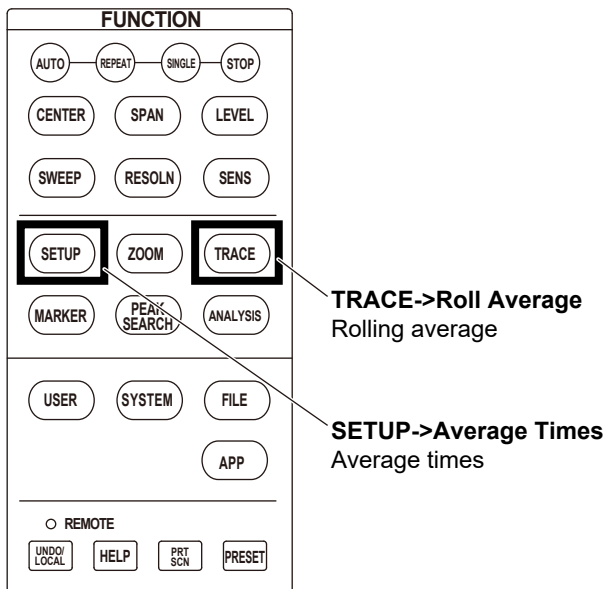 FUNCTION
AUTO REPEAT SINGLE STOP
CENTER SPAN LEVEL
SWEEP RESOLN SENS
SETUP ZOOM TRACE
MARKER PEAK SEARCH ANALYSIS
TRACE->Roll Average
Rolling average
USER SYSTEM FILE
SETUP->Average Times
Average times
APP
REMOTE
UNDO/ LOCAL HELP PRT SCN PRESET